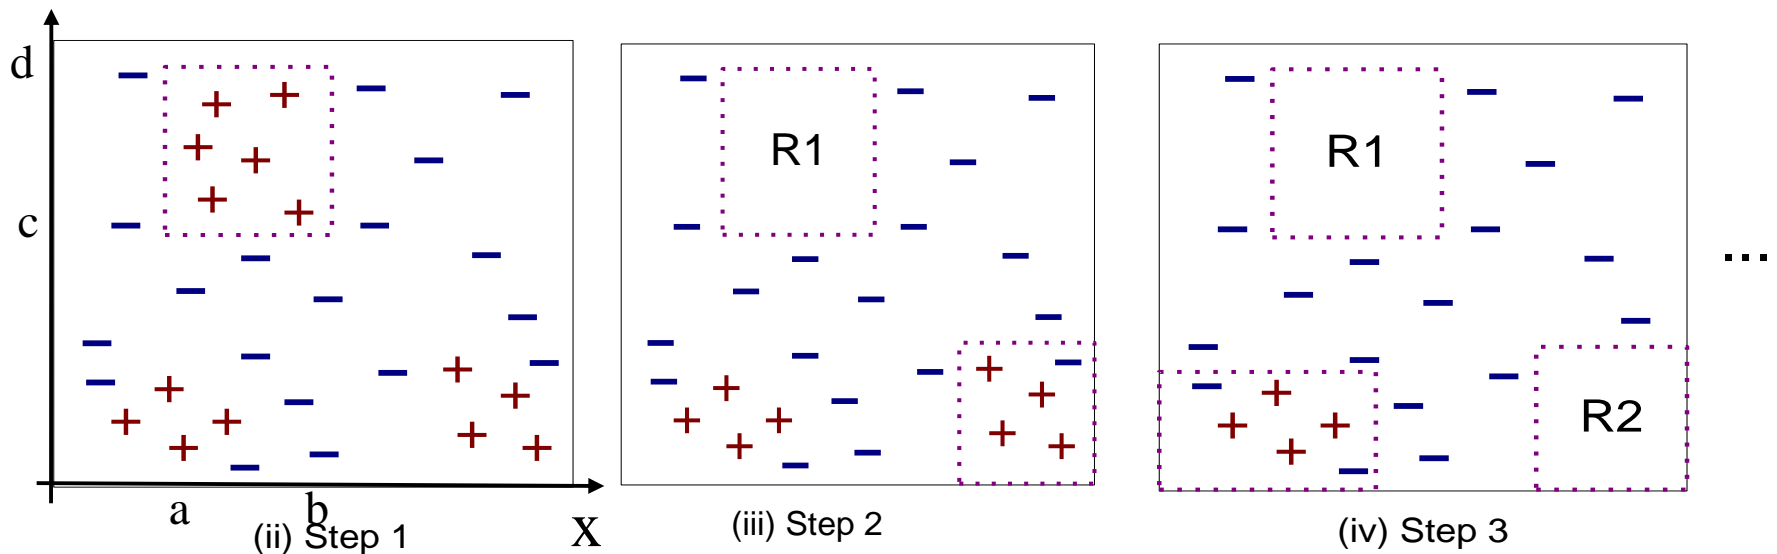 d
c
a
b
X
(ii) Step 1
R1
(iii) Step 2
R1
R2
(iv) Step 3
...